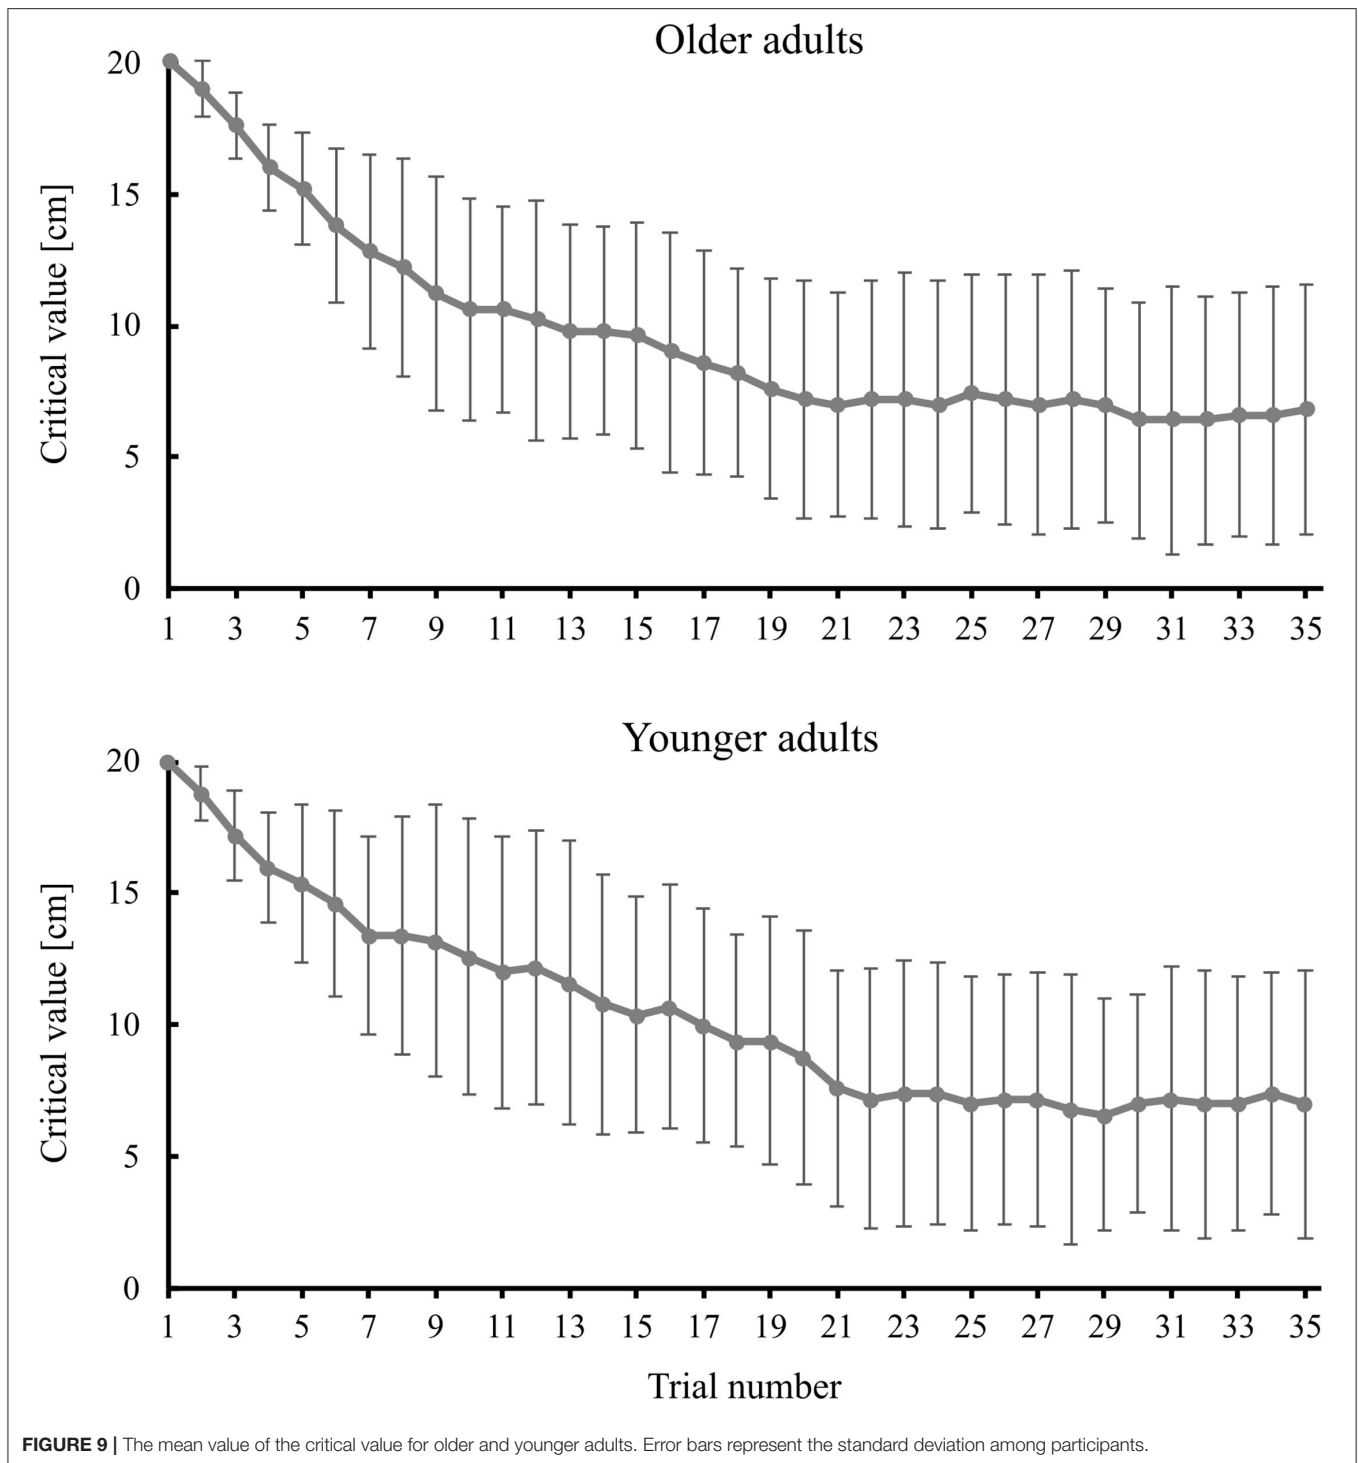 Older adults
Critical value [cm]
20
15
10
5
0
1 3 5 7 9 11 13 15 17 19 21 23 25 27 29 31 33 35
Younger adults
Critical value [cm]
20
15
10
5
0
1 3 5 7 9 11 13 15 17 19 21 23 25 27 29 31 33 35
Trial number
FIGURE 9 | The mean value of the critical value for older and younger adults. Error bars represent the standard deviation among participants.